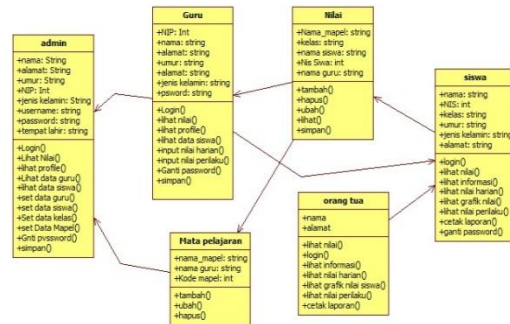 admin
+nama: String
+alamat: String
+umur: String
+NIP: Int
+jenis kelamin: String
+username: String
+password: String
+tempat lahir: String
+Login()
+Lihat Nilai()
+lihat profile()
+Lihat data guru()
+lihat data siswa()
+set data guru()
+set data siswa()
+Set data kelas()
+set Data Mapel()
+Gnti pvssword()
+simpan()
Guru
+NIP: Int
+nama: string
+alamat: string
+umur: string
+alamat: string
+jenis kelamin: string
+psword: string
+Login()
+lihat nilai()
+lihat profile()
+lihat data siswa()
+input nilai harian()
+input nilai perilaku()
+Ganti password()
+simpan()
Nilai
+Nama_mapel: string
+kelas: string
+nama siswa: string
+Nis Siwa: int
+nama guru: string
+tambah()
+hapus()
+ubah()
+lihat()
+simpan()
siswa
+nama: string
+NIS: int
+kelas: string
+umur: string
+jenis kelamin: string
+alamat: string
+login()
+lihat nilai()
+lihat informasi()
+lihat nilai harian()
+lihat grafik nilai()
+lihat nilai perilaku()
+cetak laporan()
+ganti password()
orang tua
+nama
+alamat
+lihat nilai()
+login()
+lihat informasi()
+lihat nilai harian()
+lihat grafik nilai siswa()
+lihat nilai perilaku()
+cetak laporan()
Mata pelajaran
+nama_mapel: string
+nama guru: string
+Kode mapel: int
+tambah()
+ubah()
+hapus()